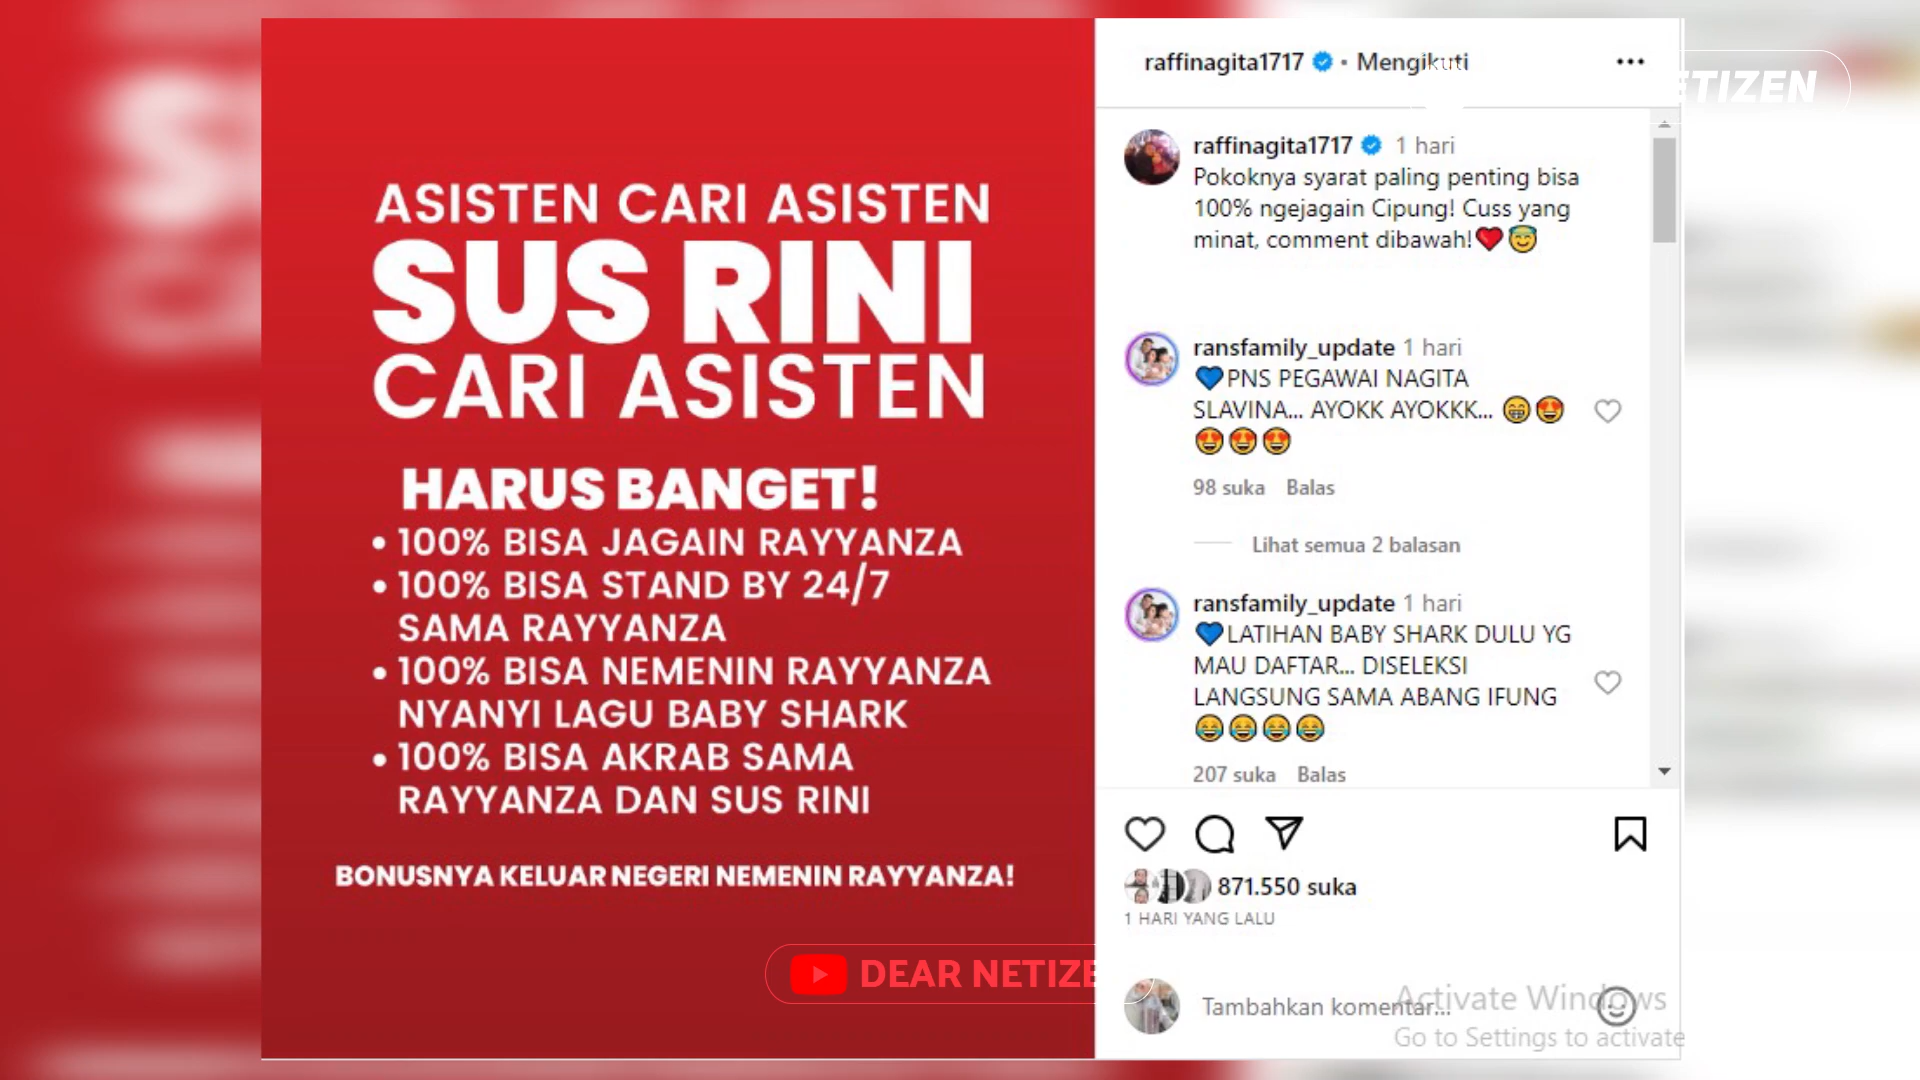 ASISTEN CARI ASISTEN
SUS RINI
CARI ASISTEN
HARUS BANGET!
• 100% BISA JAGAIN RAYYANZA
• 100% BISA STAND BY 24/7
SAMA RAYYANZA
• 100% BISA NEMENIN RAYYANZA
NYANYI LAGU BABY SHARK
• 100% BISA AKRAB SAMA
RAYYANZA DAN SUS RINI
BONUSNYA KELUAR NEGERI NEMENIN RAYYANZA!
DEAR NETIZE
raffinagita1717 • Mengikuti
ETIZEN
raffinagita1717 1 hari
Pokoknya syarat paling penting bisa
100% ngejagain Cipung! Cuss yang
minat, comment dibawah!❤️😇
ransfamily_update 1 hari
💙PNS PEGAWAI NAGITA
SLAVINA... AYOKK AYOKKK... 😁😍
😍😍😍
98 suka Balas
Lihat semua 2 balasan
ransfamily_update 1 hari
💙LATIHAN BABY SHARK DULU YG
MAU DAFTAR... DISELEKSI
LANGSUNG SAMA ABANG IFUNG
😂😂😂😂
207 suka Balas
871.550 suka
1 HARI YANG LALU
Tambahkan komentar...
Activate Windows
Go to Settings to activate